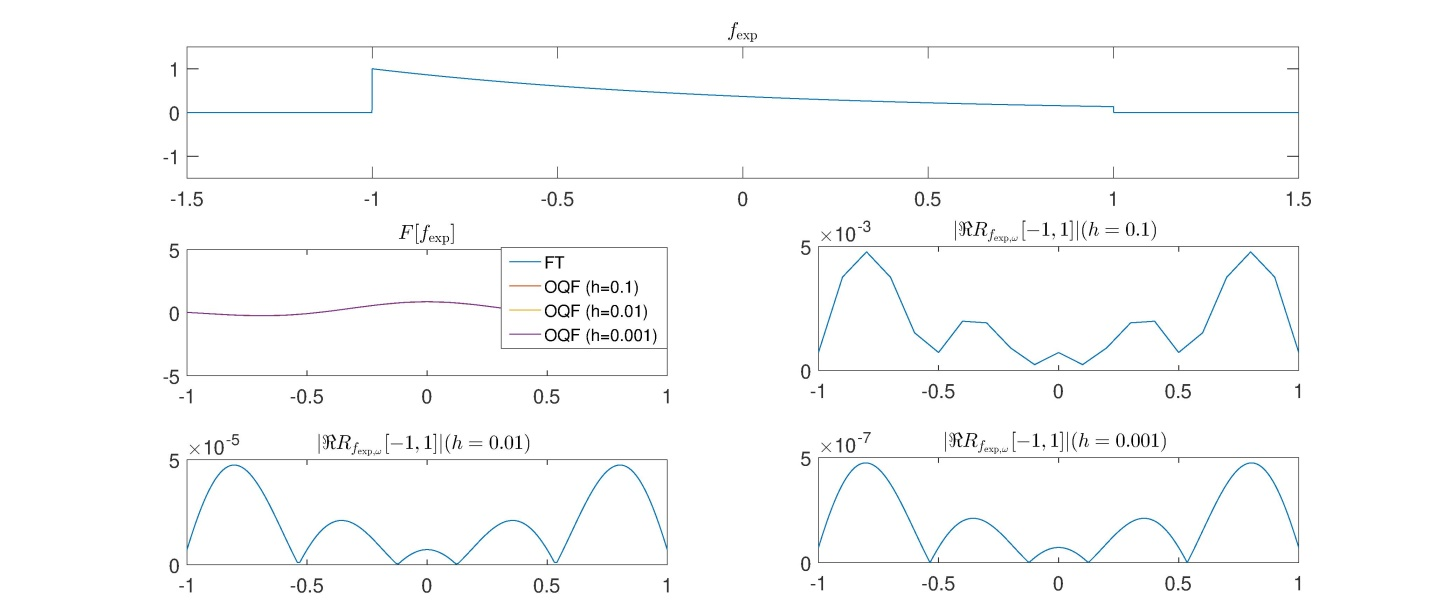 f_exp
1
0
-1
-1.5 -1 -0.5 0 0.5 1 1.5
F[f_exp]
5
0
-5
-1 -0.5 0 0.5 1
FT
OQF (h=0.1)
OQF (h=0.01)
OQF (h=0.001)
|ℜR_{f_exp,ω}[−1, 1]|(h = 0.1)
×10^-3
5
0
-1 -0.5 0 0.5 1
|ℜR_{f_exp,ω}[−1, 1]|(h = 0.01)
×10^-5
5
0
-1 -0.5 0 0.5 1
|ℜR_{f_exp,ω}[−1, 1]|(h = 0.001)
×10^-7
5
0
-1 -0.5 0 0.5 1